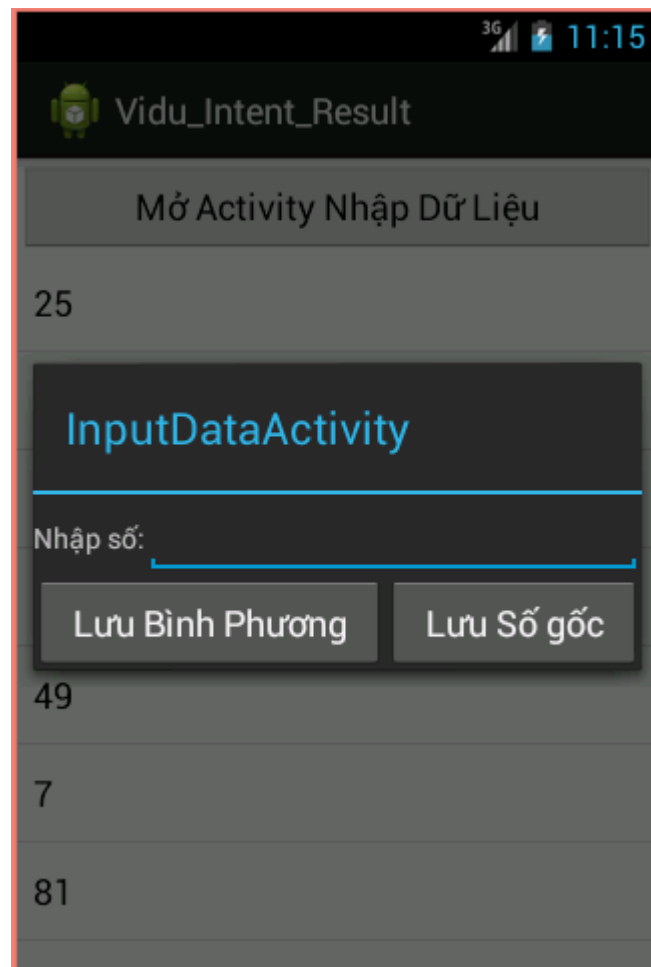 3G 11:15
Vidu_Intent_Result
Mở Activity Nhập Dữ Liệu
25
InputDataActivity
Nhập số:
Lưu Bình Phương Lưu Số gốc
49
7
81